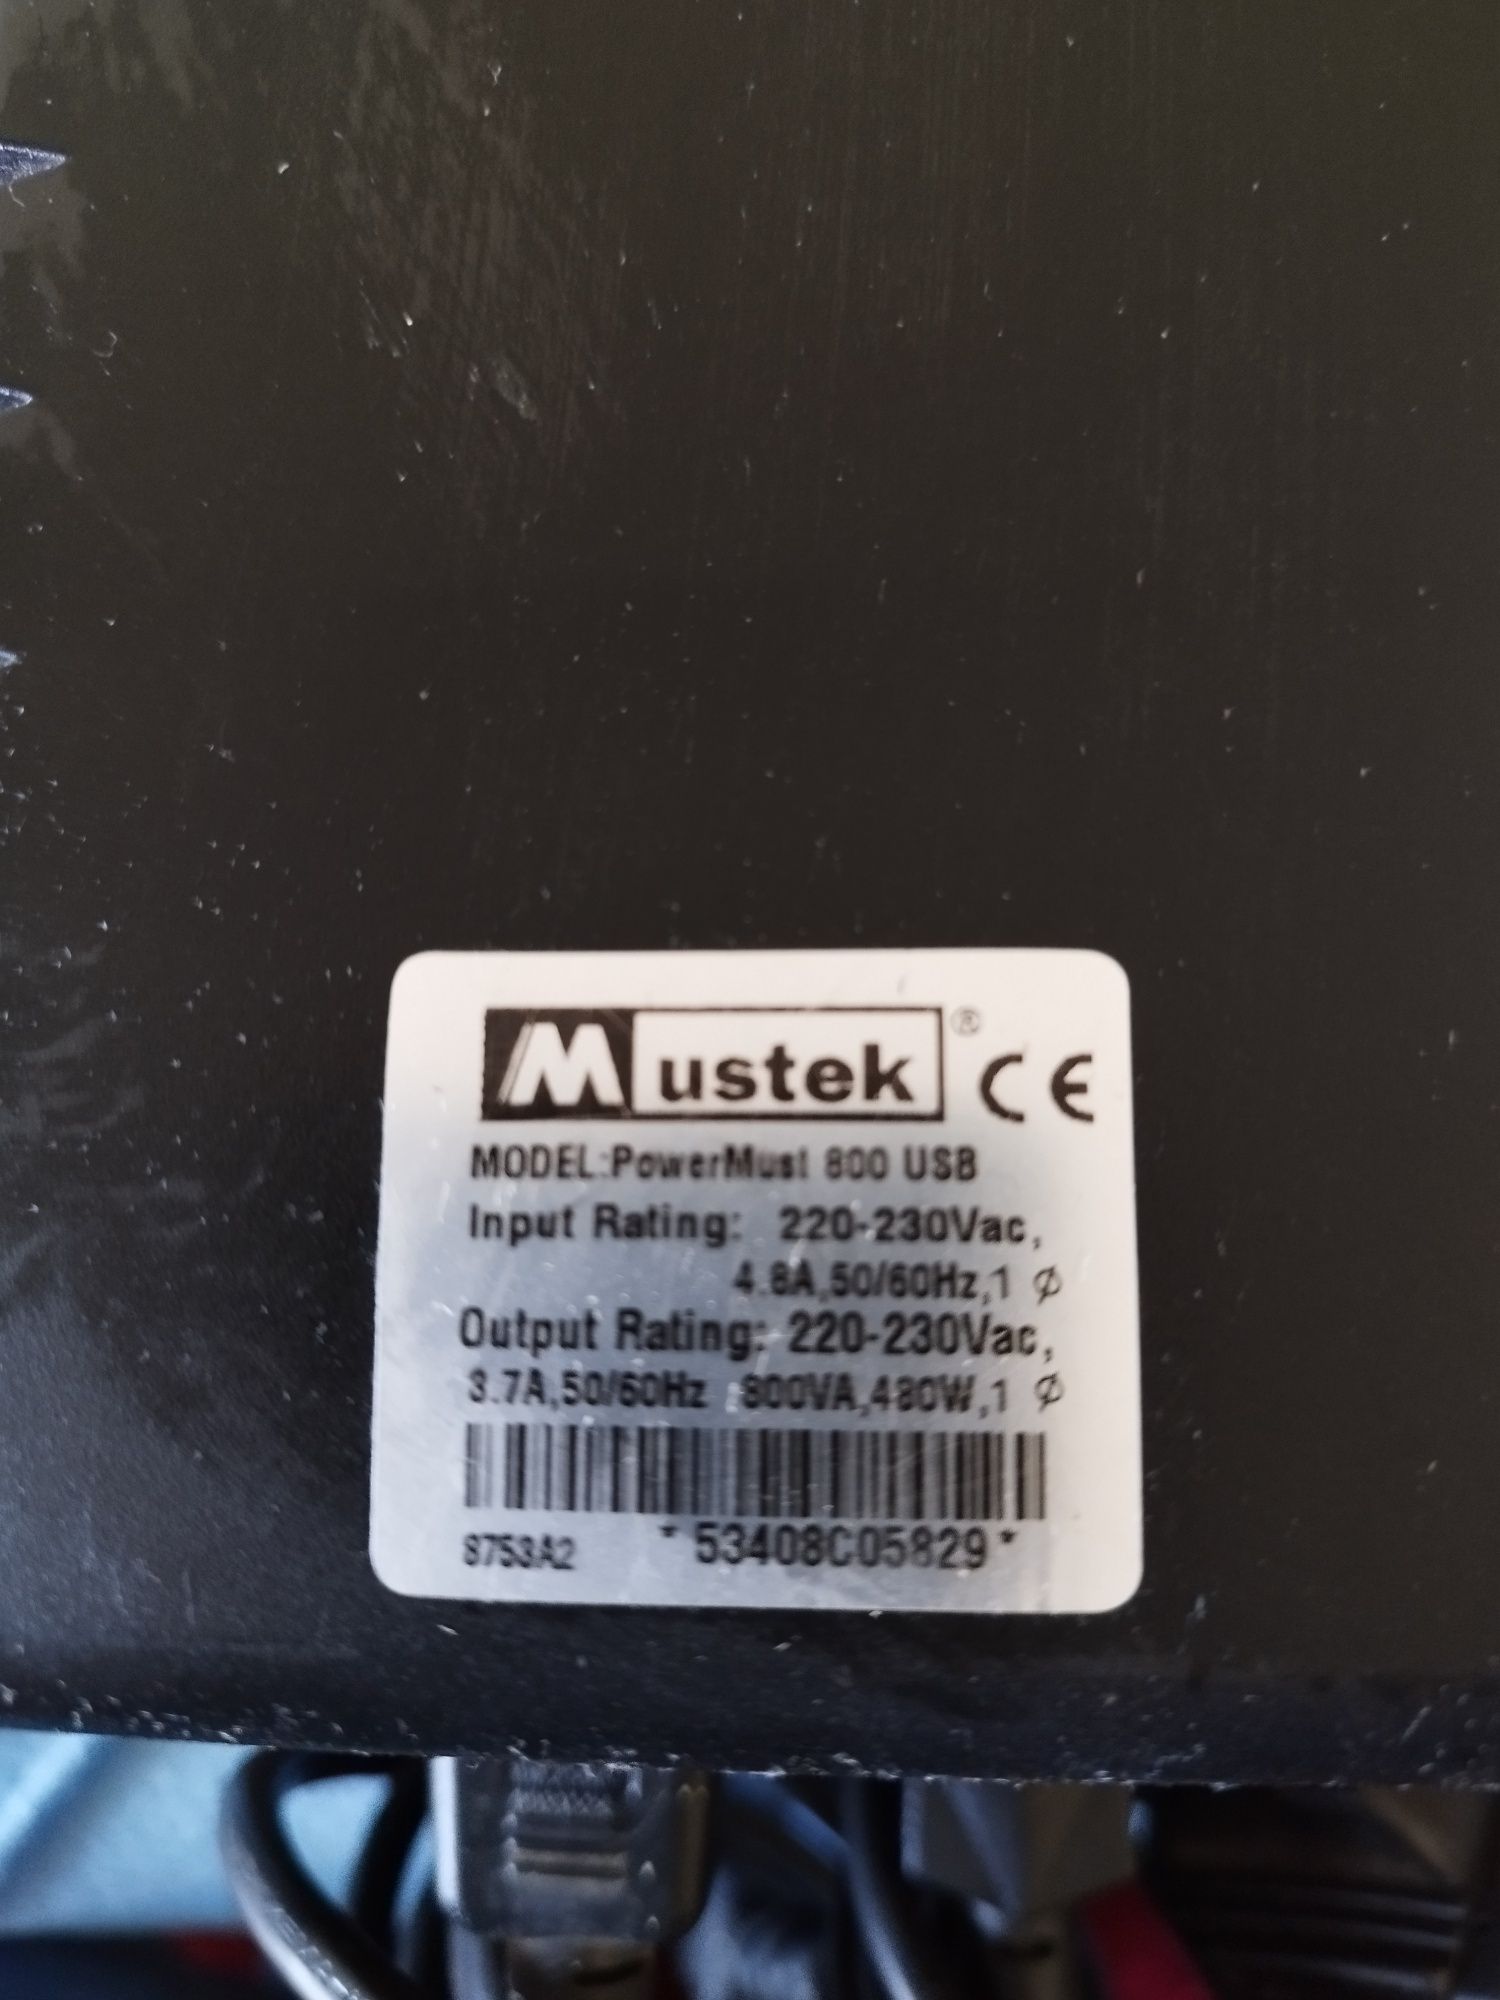 Mustek® CE
MODEL:PowerMust 800 USB
Input Rating: 220-230Vac,
4.8A,50/60Hz,1 Ø
Output Rating: 220-230Vac,
3.7A,50/60Hz 800VA,480W,1 Ø
8753A2 *53408C05829*